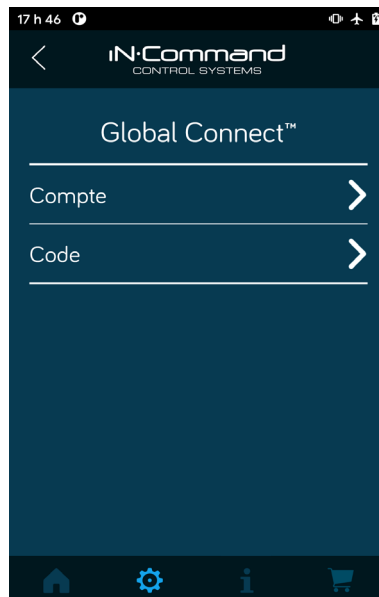 17 h 46
iN·Command
CONTROL SYSTEMS
Global Connect™
Compte
Code